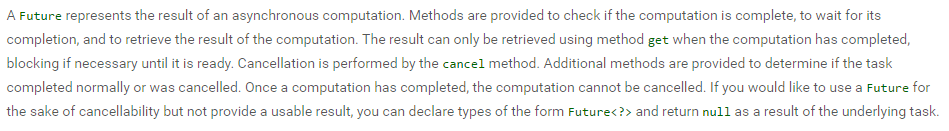 A Future represents the result of an asynchronous computation. Methods are provided to check if the computation is complete, to wait for its
completion, and to retrieve the result of the computation. The result can only be retrieved using method get when the computation has completed,
blocking if necessary until it is ready. Cancellation is performed by the cancel method. Additional methods are provided to determine if the task
completed normally or was cancelled. Once a computation has completed, the computation cannot be cancelled. If you would like to use a Future for
the sake of cancellability but not provide a usable result, you can declare types of the form Future<?> and return null as a result of the underlying task.